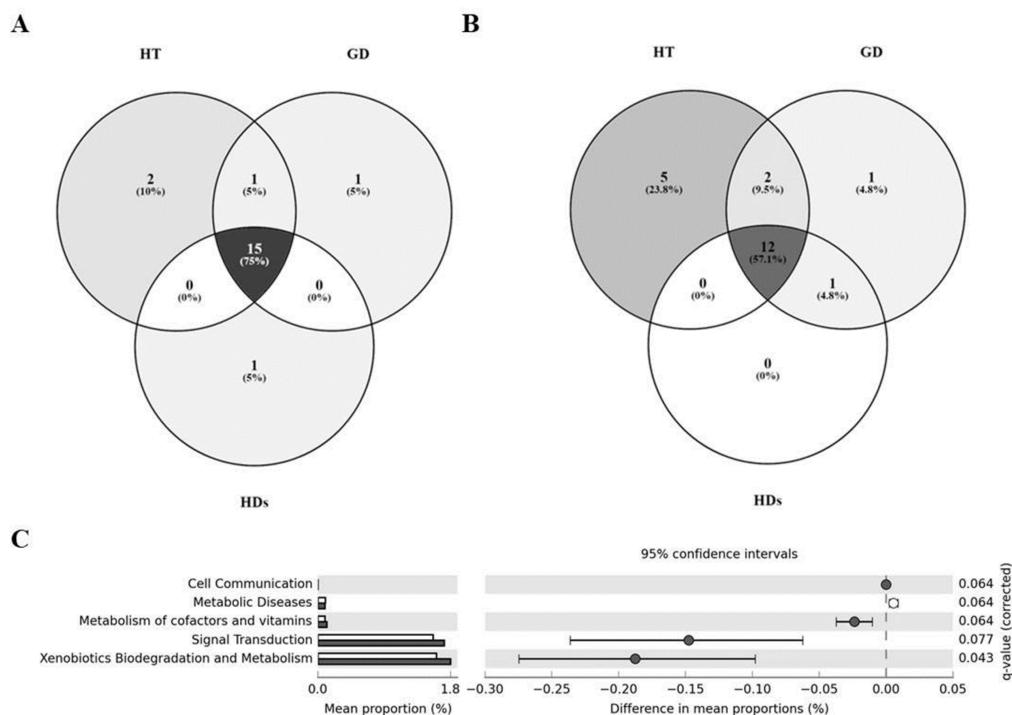 A
B
HT
GD
HT
GD
2
(10%)
1
(5%)
1
(5%)
5
(23.8%)
2
(9.5%)
1
(4.8%)
15
(75%)
12
(57.1%)
0
(0%)
0
(0%)
0
(0%)
1
(4.8%)
1
(5%)
0
(0%)
HDs
HDs
C
95% confidence intervals
Cell Communication
0.064
Metabolic Diseases
0.064
Metabolism of cofactors and vitamins
0.064
Signal Transduction
0.077
Xenobiotics Biodegradation and Metabolism
0.043
q-value (corrected)
0.0 1.8
−0.30 −0.25 −0.20 −0.15 −0.10 −0.05 0.00 0.05
Mean proportion (%)
Difference in mean proportions (%)